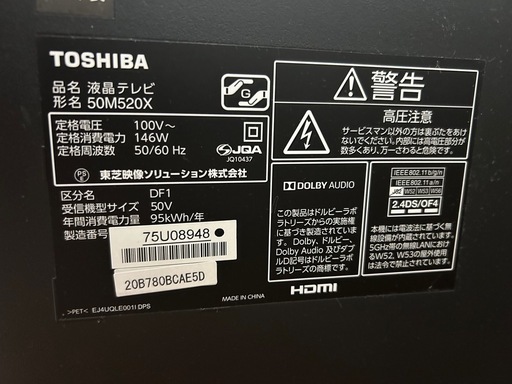 TOSHIBA
品名 液晶テレビ
形名 50M520X
定格電圧 100V～
定格消費電力 146W
定格周波数 50/60 Hz
G
JQA
JQ10437
PS
E
東芝映像ソリューション株式会社
区分名 DF1
受信機型サイズ 50V
年間消費電力量 95kWh/年
製造番号
75U08948
20B780BCAE5D
>PET< EJ4UQLE001I DPS
MADE IN CHINA
警告
高圧注意
サービスマン以外の方は裏ぶたをあけ
ないでください。内部には高電圧部分が
数多くあり、万一さわると危険です。
DOLBY AUDIO
この製品はドルビーラボ
ラトリーズからの実施権に
基づき製造されています。
Dolby、ドルビー、
Dolby Audio 及びダブ
ルD記号はドルビーラボ
ラトリーズの商標です。
HDMI
IEEE802.11b/g/n
IEEE802.11a/n
J52 W52 W53 W56
2.4DS/OF4
本機には電波法に基づく無
線設備が内蔵されています。
5GHz帯の無線LANにおけ
るW52、W53の屋外使用
は法令で禁止されています。